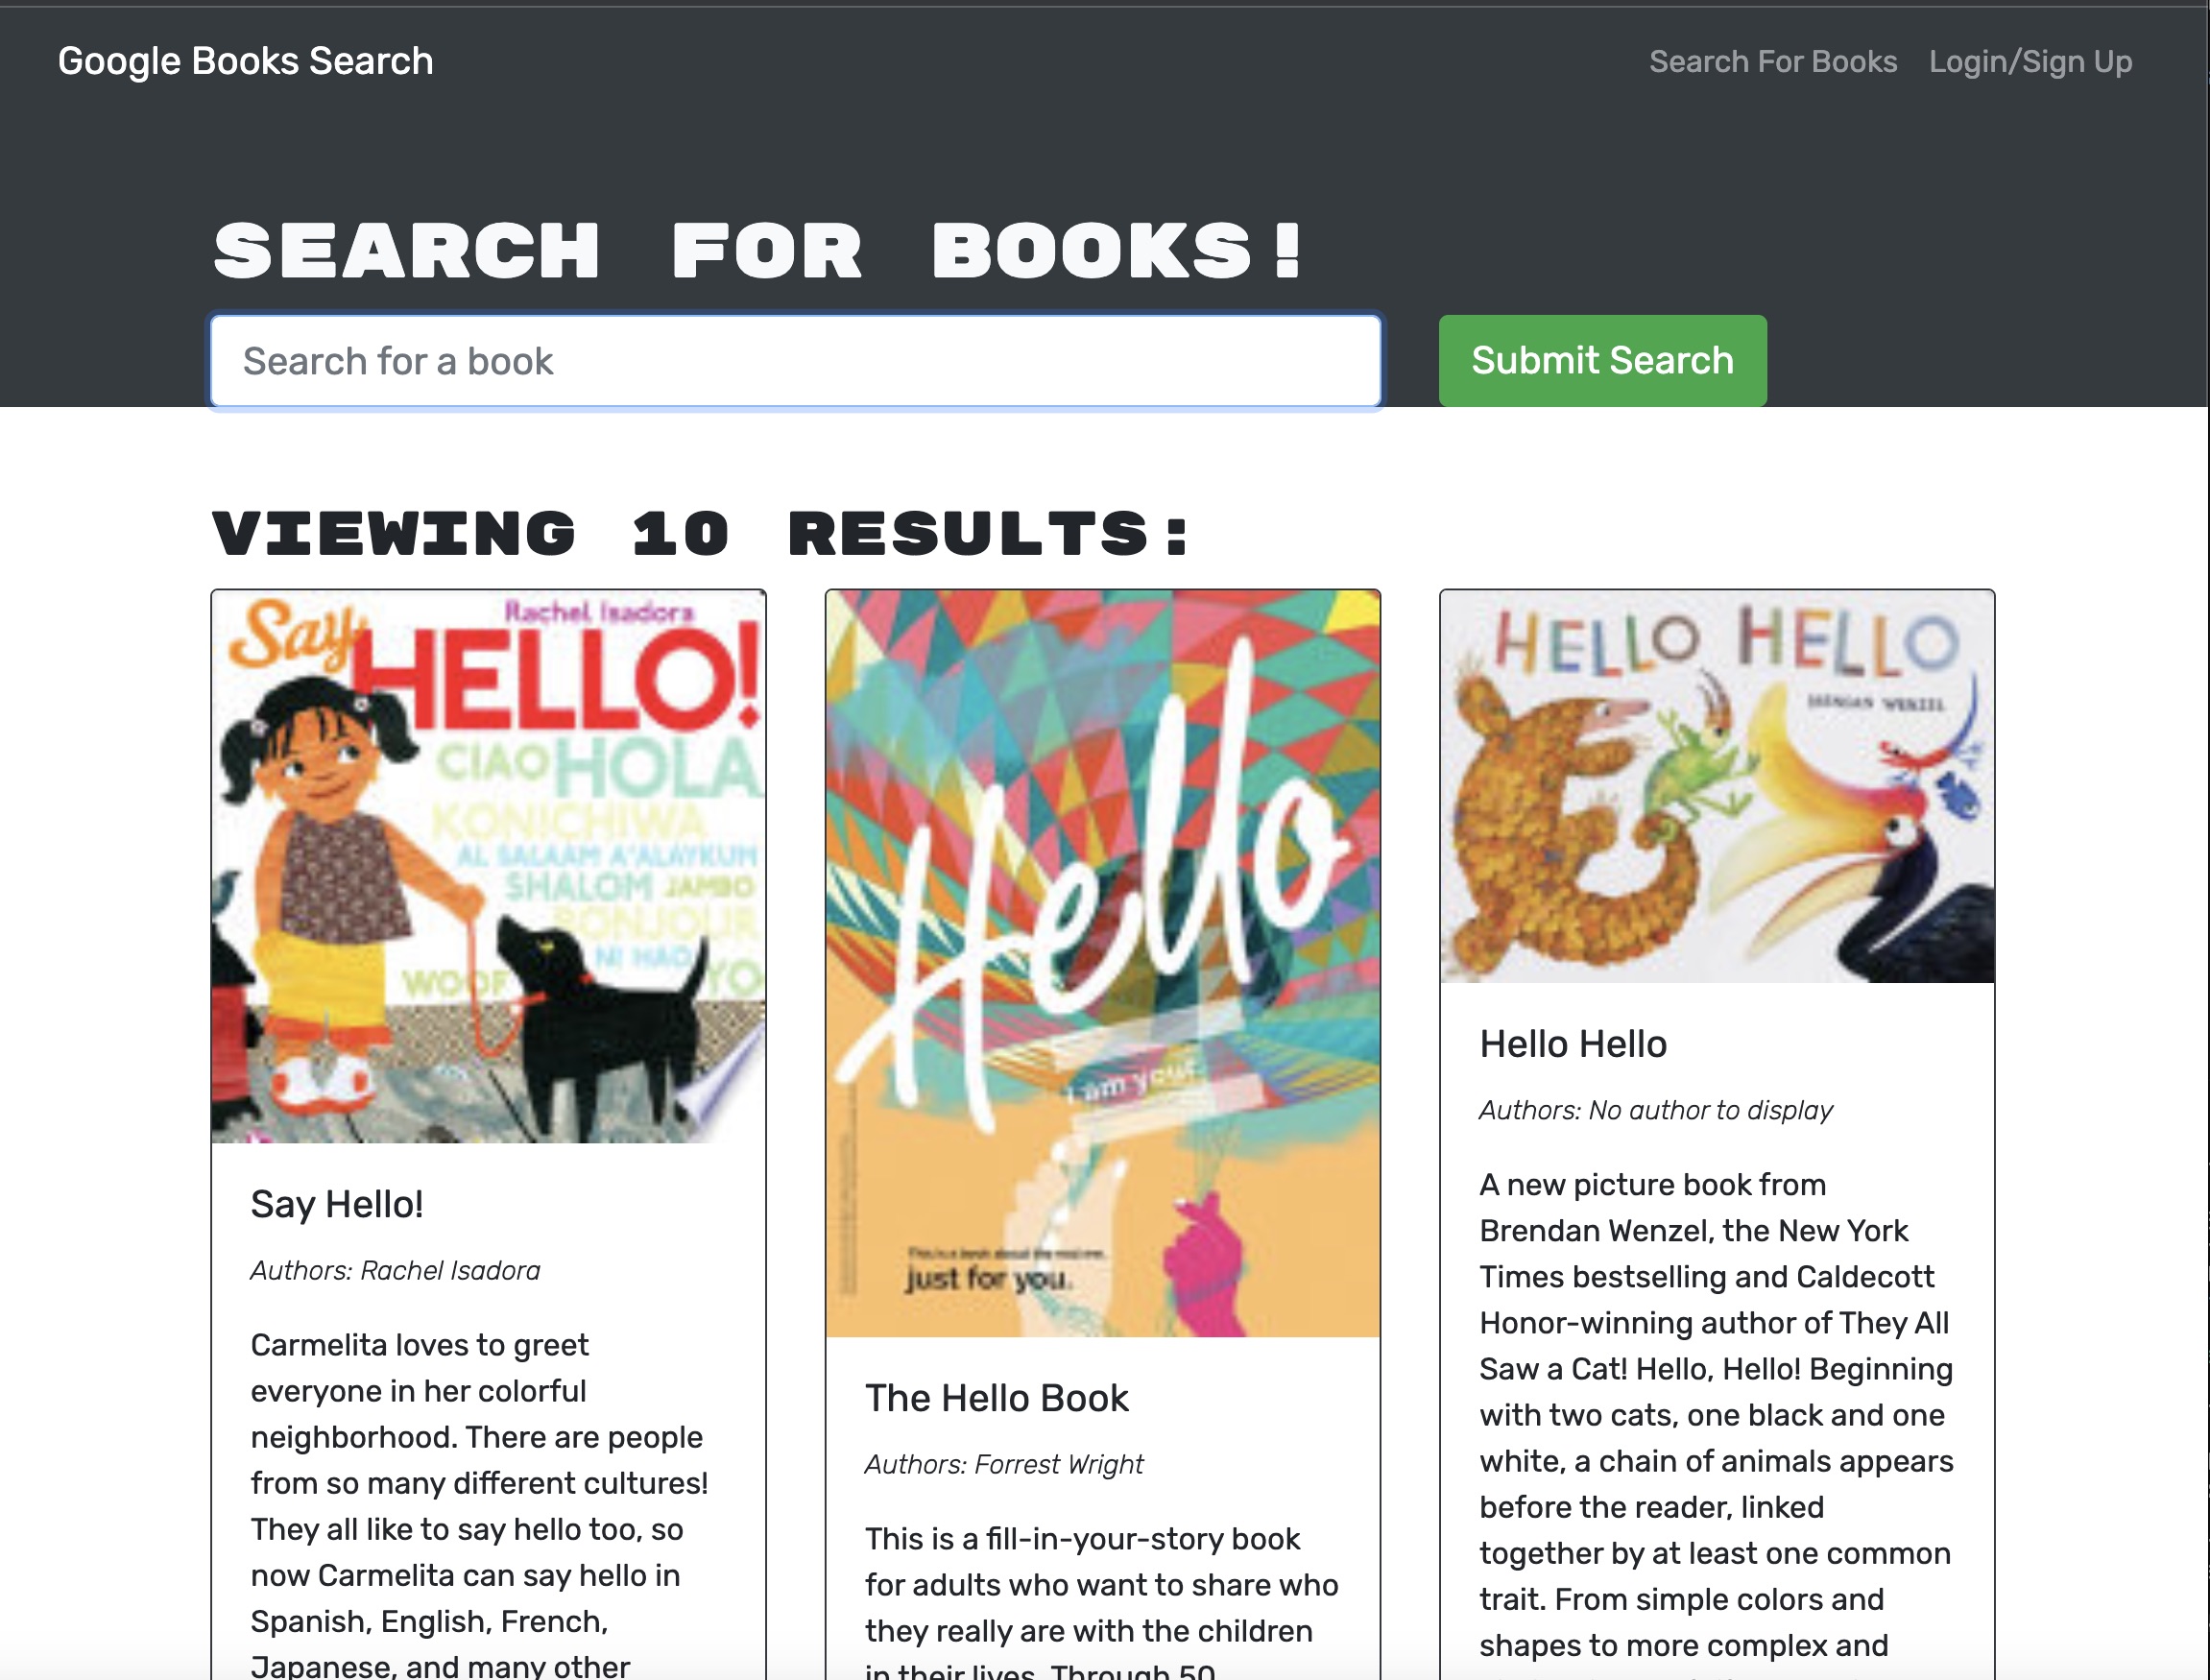 Google Books Search
Search For Books
Login/Sign Up
SEARCH FOR BOOKS!
Search for a book
Submit Search
VIEWING 10 RESULTS:
Say
Rachel Isadora
HELLO!
CIAO HOLA
KONICHIWA
AL SALAAM A'ALAYKUM
SHALOM JAMBO
BONJOUR
NI HAO
WOOF YO
Say Hello!
Authors: Rachel Isadora
Carmelita loves to greet
everyone in her colorful
neighborhood. There are people
from so many different cultures!
They all like to say hello too, so
now Carmelita can say hello in
Spanish, English, French,
Japanese, and many other
Hello
I am your
This is a book about the real me.
just for you.
The Hello Book
Authors: Forrest Wright
This is a fill-in-your-story book
for adults who want to share who
they really are with the children
in their lives. Through 50
HELLO HELLO
BRENDAN WENZEL
Hello Hello
Authors: No author to display
A new picture book from
Brendan Wenzel, the New York
Times bestselling and Caldecott
Honor-winning author of They All
Saw a Cat! Hello, Hello! Beginning
with two cats, one black and one
white, a chain of animals appears
before the reader, linked
together by at least one common
trait. From simple colors and
shapes to more complex and